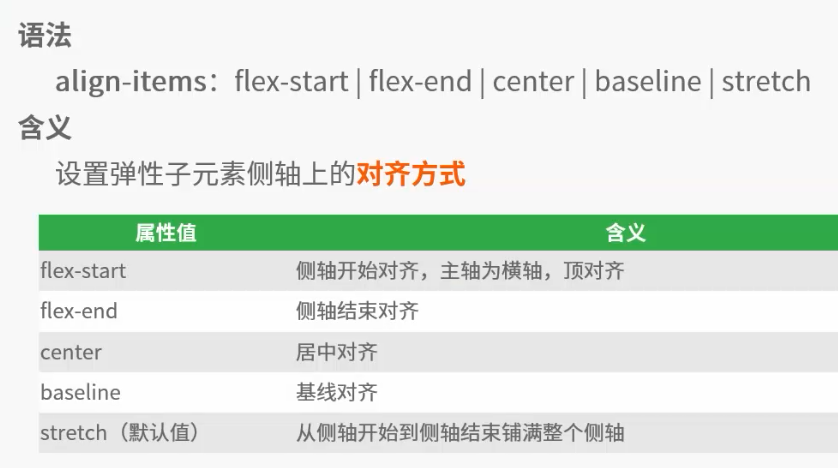 语法
align-items：flex-start | flex-end | center | baseline | stretch
含义
设置弹性子元素侧轴上的对齐方式
属性值 含义
flex-start 侧轴开始对齐，主轴为横轴，顶对齐
flex-end 侧轴结束对齐
center 居中对齐
baseline 基线对齐
stretch（默认值） 从侧轴开始到侧轴结束铺满整个侧轴